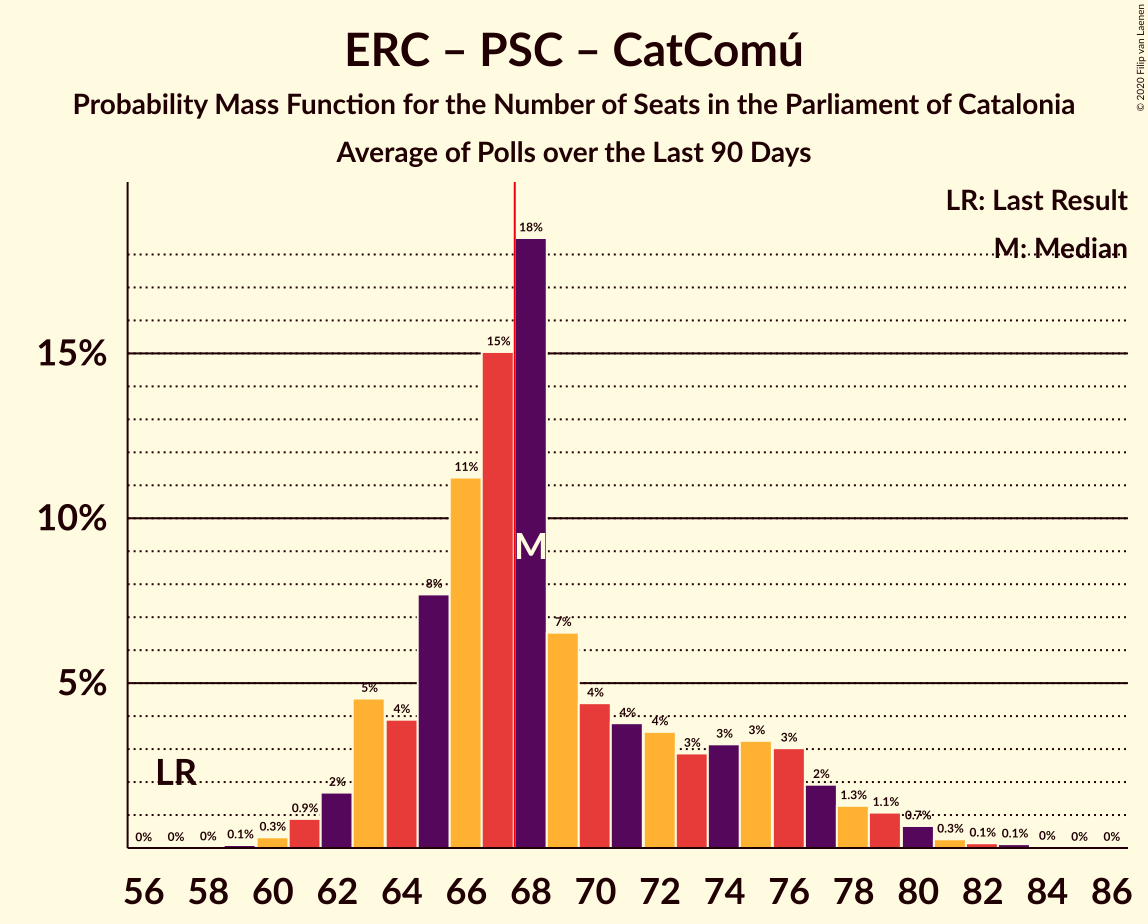 ERC – PSC – CatComú
Probability Mass Function for the Number of Seats in the Parliament of Catalonia
Average of Polls over the Last 90 Days
© 2020 Filip van Laenen
LR: Last Result
M: Median
15%
10%
5%
0% 0% 0% 0.1% 0.3% 0.9% 2% 5% 4% 8% 11% 15% 18% 7% 4% 4% 4% 3% 3% 3% 3% 2% 1.3% 1.1% 0.7% 0.3% 0.1% 0.1% 0% 0% 0%
M
LR
56 58 60 62 64 66 68 70 72 74 76 78 80 82 84 86